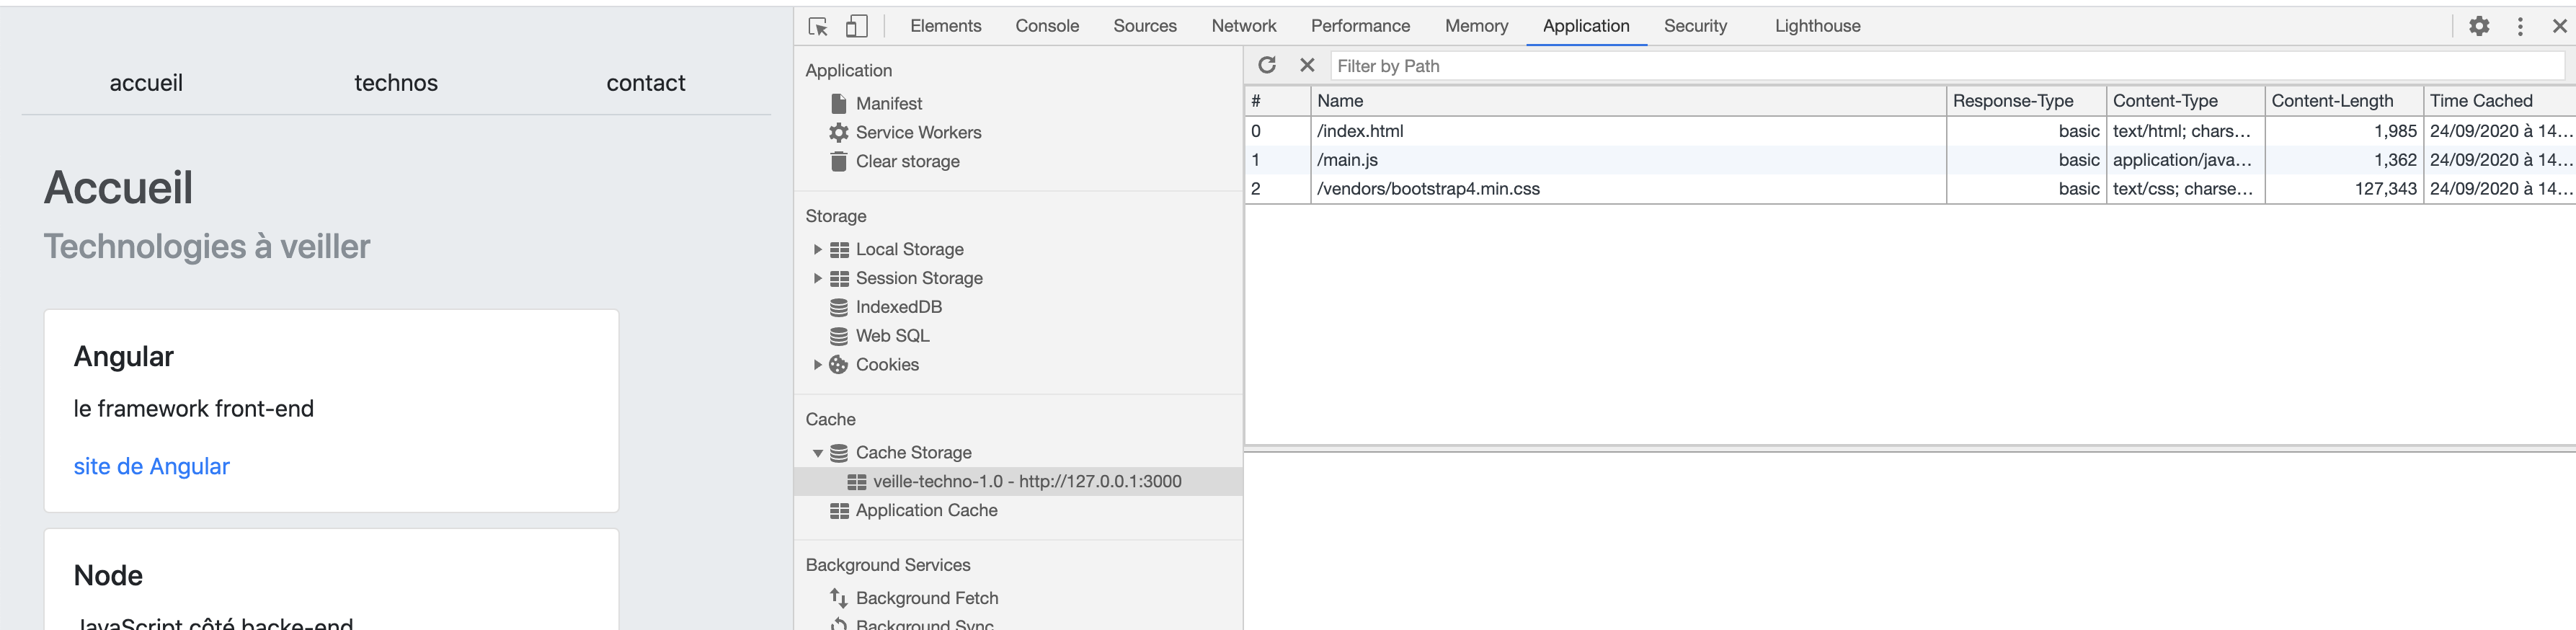 accueil technos contact
Accueil
Technologies à veiller
Angular
le framework front-end
site de Angular
Node
JavaScript côté backe-end
Elements Console Sources Network Performance Memory Application Security Lighthouse
Application
Manifest
Service Workers
Clear storage
Storage
Local Storage
Session Storage
IndexedDB
Web SQL
Cookies
Cache
Cache Storage
veille-techno-1.0 - http://127.0.0.1:3000
Application Cache
Background Services
Background Fetch
Background Sync
Filter by Path
# Name Response-Type Content-Type Content-Length Time Cached
0 /index.html basic text/html; chars… 1,985 24/09/2020 à 14…
1 /main.js basic application/java… 1,362 24/09/2020 à 14…
2 /vendors/bootstrap4.min.css basic text/css; charse… 127,343 24/09/2020 à 14…